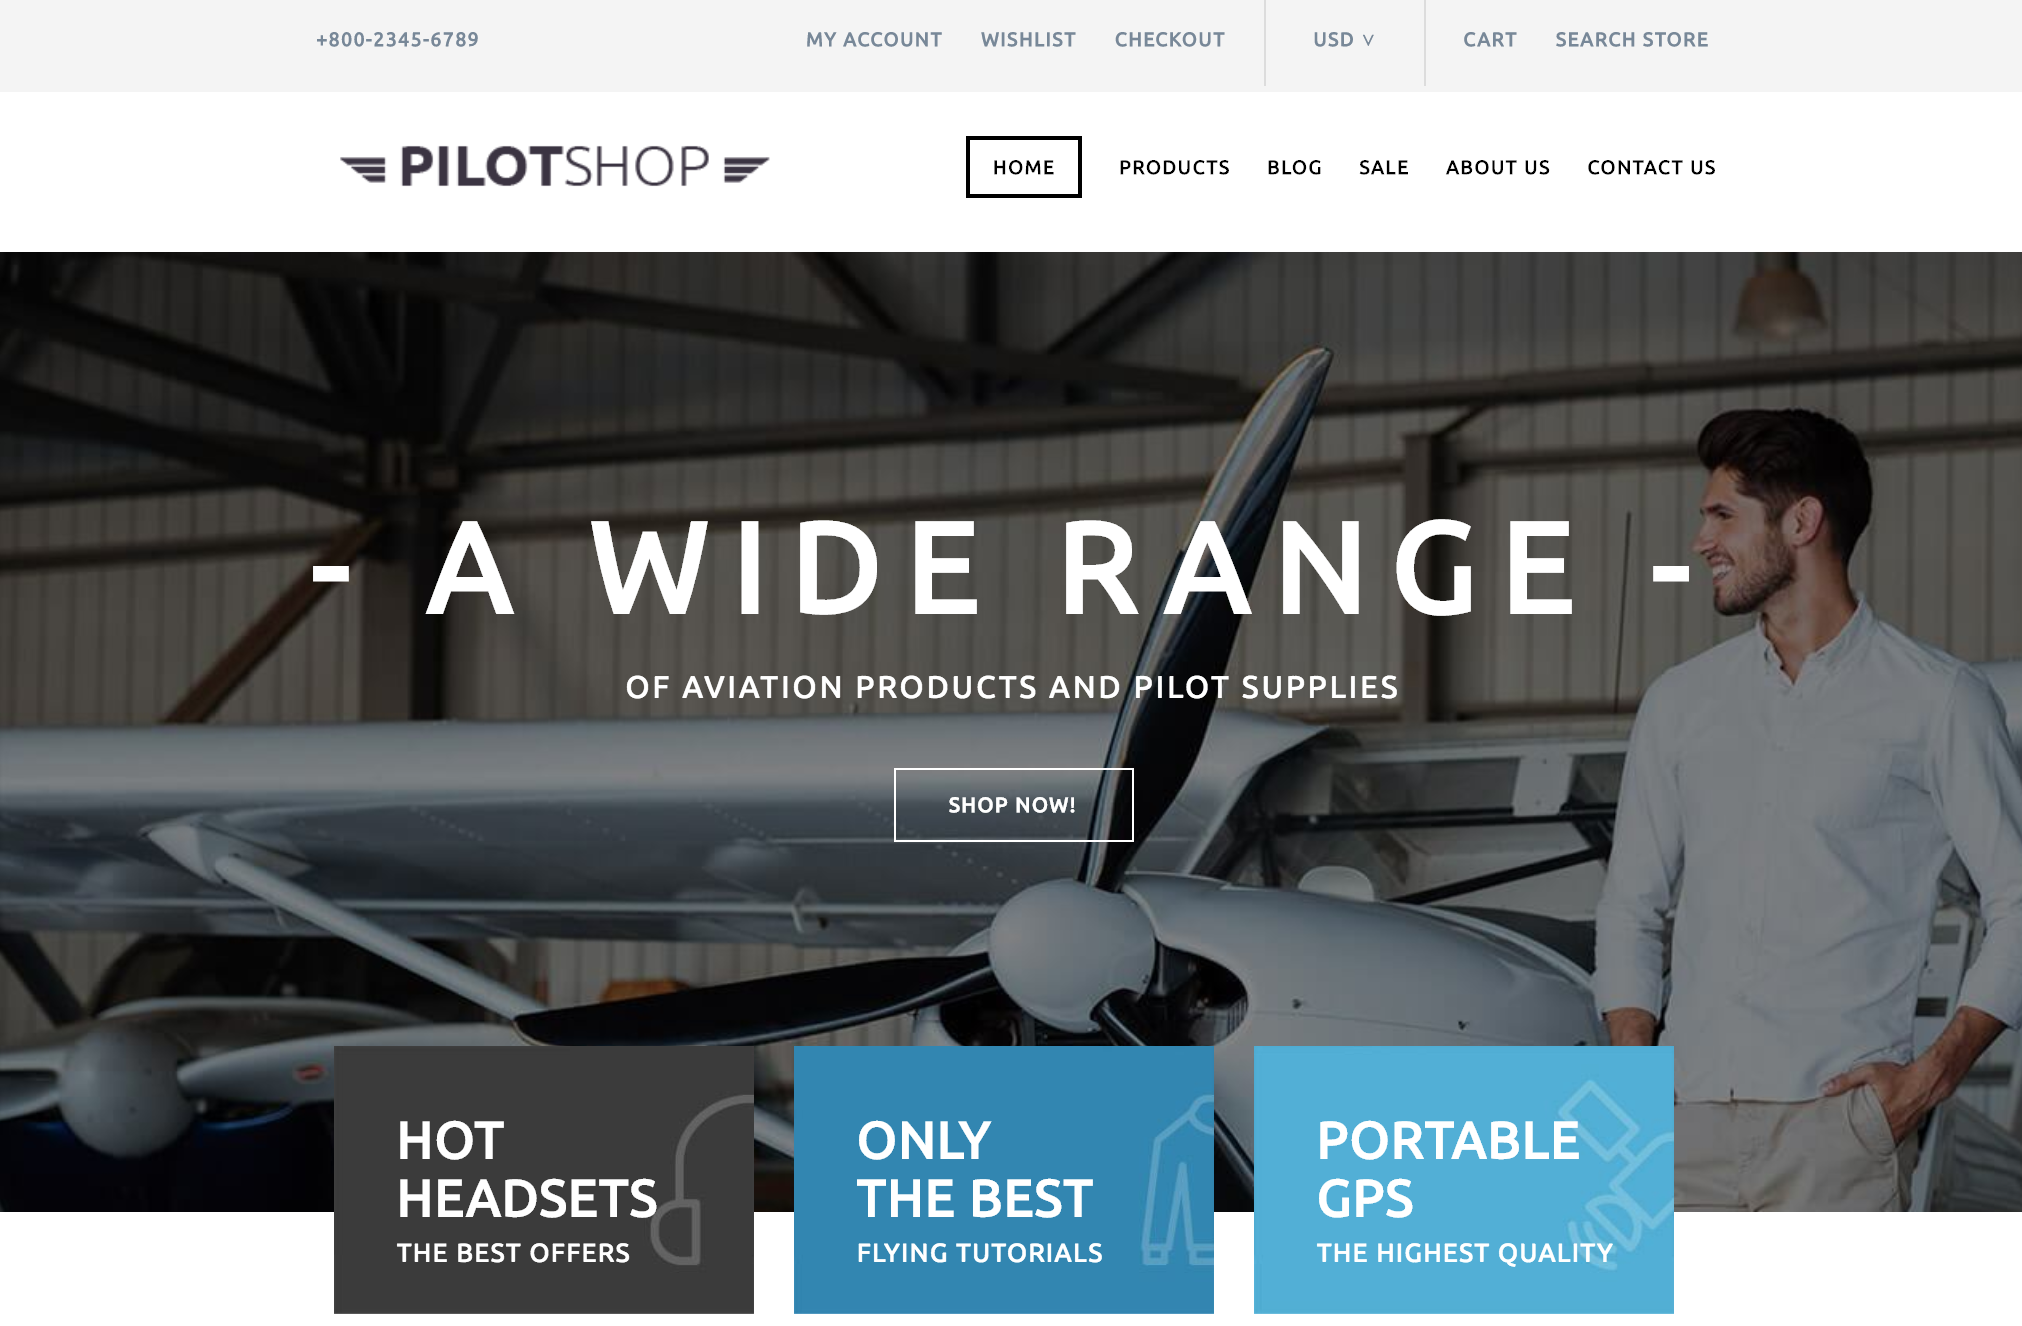 +800-2345-6789 MY ACCOUNT WISHLIST CHECKOUT USD V CART SEARCH STORE
PILOTSHOP HOME PRODUCTS BLOG SALE ABOUT US CONTACT US
- A WIDE RANGE -
OF AVIATION PRODUCTS AND PILOT SUPPLIES
SHOP NOW!
HOT
HEADSETS
THE BEST OFFERS
ONLY
THE BEST
FLYING TUTORIALS
PORTABLE
GPS
THE HIGHEST QUALITY